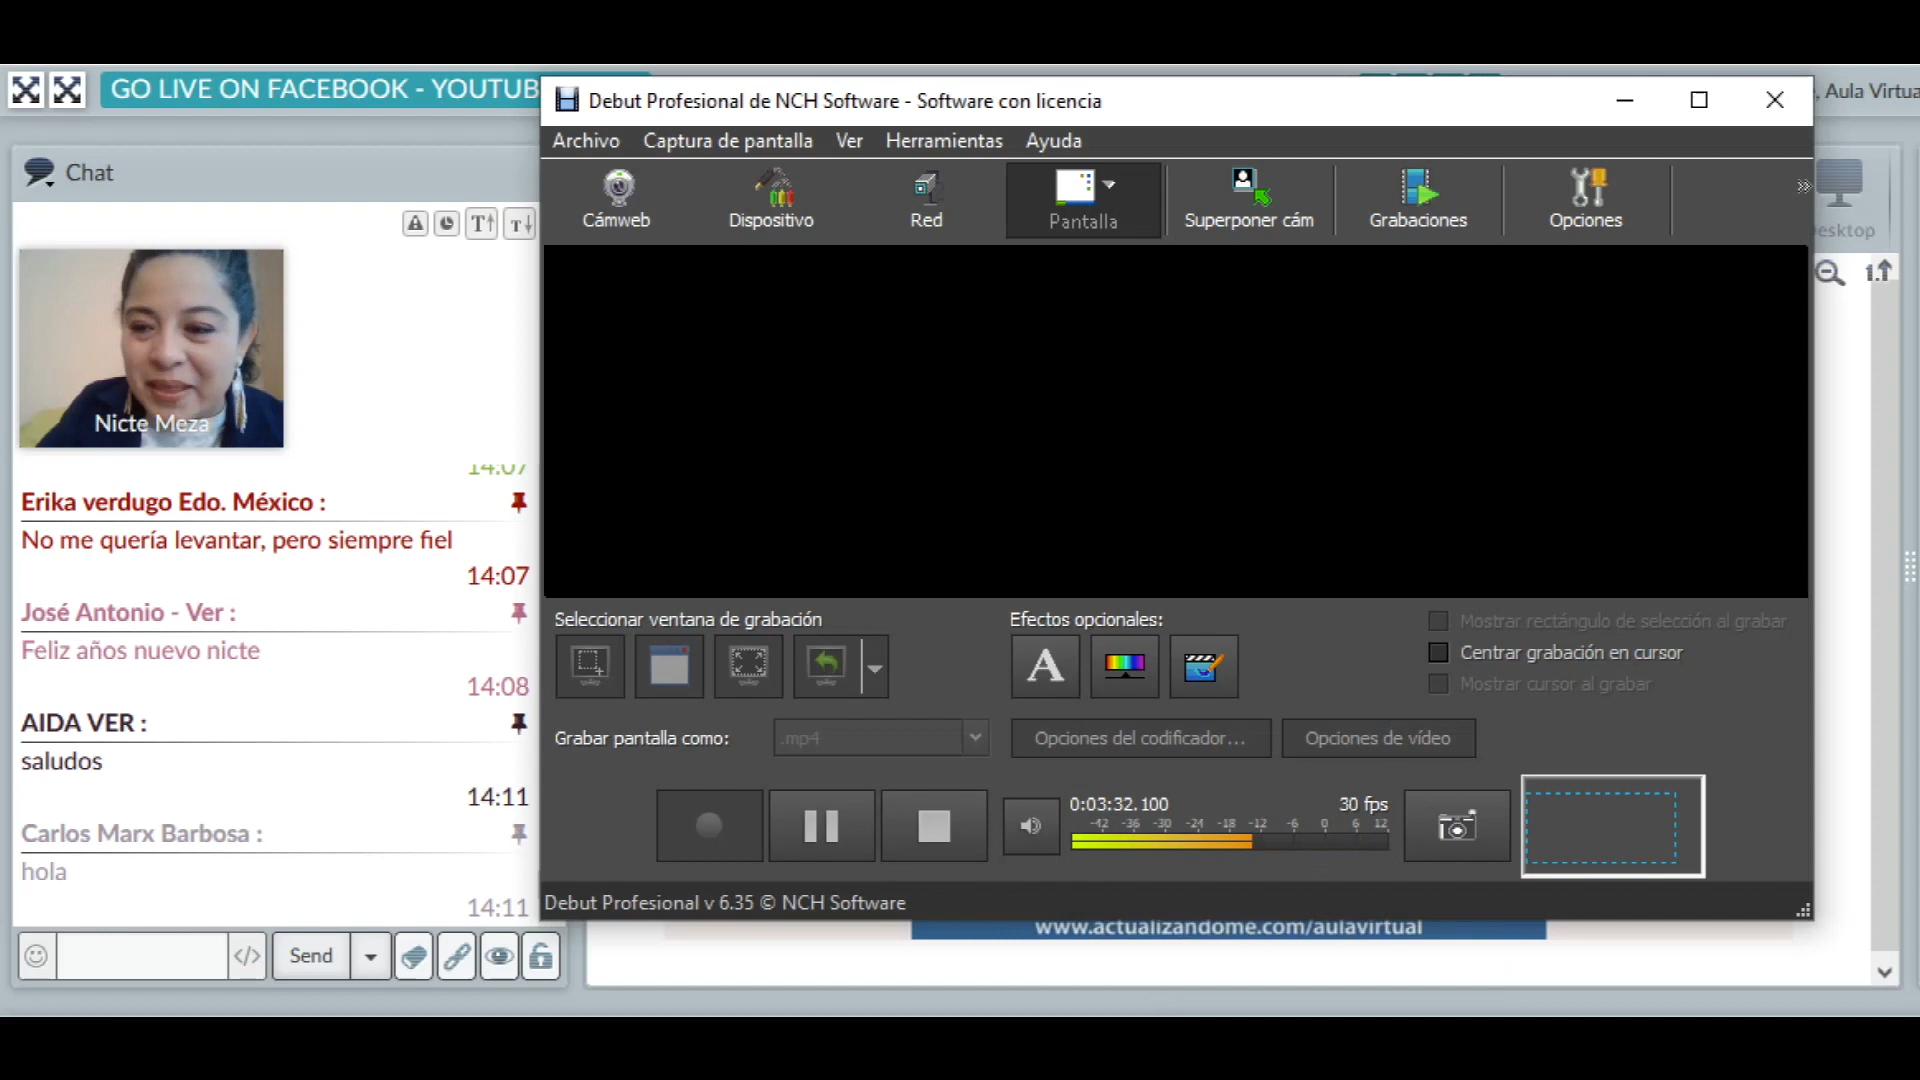 GO LIVE ON FACEBOOK - YOUTUB
Debut Profesional de NCH Software - Software con licencia
, Aula Virtua
Archivo Captura de pantalla Ver Herramientas Ayuda
Cámweb Dispositivo Red Pantalla Superponer cám Grabaciones Opciones
esktop
Chat
T T
1.
Nicte Meza
14:07
Erika verdugo Edo. México :
No me quería levantar, pero siempre fiel
14:07
José Antonio - Ver :
Feliz años nuevo nicte
14:08
AIDA VER :
saludos
14:11
Carlos Marx Barbosa :
hola
14:11
</> Send
Seleccionar ventana de grabación
Efectos opcionales:
A
Mostrar rectángulo de selección al grabar
Centrar grabación en cursor
Mostrar cursor al grabar
Grabar pantalla como: .mp4 Opciones del codificador... Opciones de vídeo
0:03:32.100 30 fps
-42 -36 -30 -24 -18 -12 -6 0 6 12
Debut Profesional v 6.35 © NCH Software
www.actualizandome.com/aulavirtual